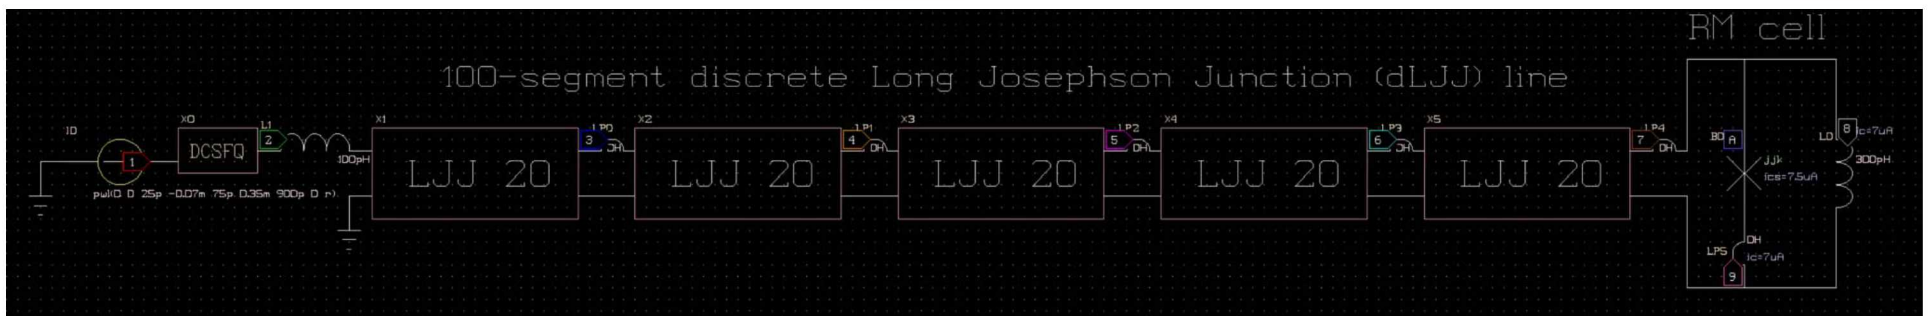 RM cell
100-segment discrete Long Josephson Junction (dLJJ) line
I0
1
pwl(0 0 25p -0.07m 75p 0.35m 900p 0 r)
X0
DCSFQ
L1
2
100pH
X1
LJJ 20
LP0
3
0H
X2
LJJ 20
LP1
4
0H
X3
LJJ 20
LP2
5
0H
X4
LJJ 20
LP3
6
0H
X5
LJJ 20
LP4
7
0H
B0
A
jjk
ics=7.5uA
L0
8
ic=7uA
300pH
LP5
9
0H
ic=7uA